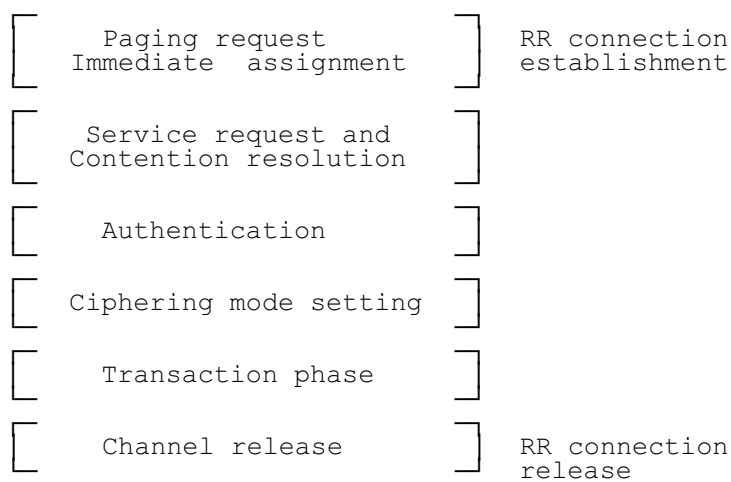 Paging request RR connection
Immediate assignment establishment
Service request and
Contention resolution
Authentication
Ciphering mode setting
Transaction phase
Channel release RR connection
release